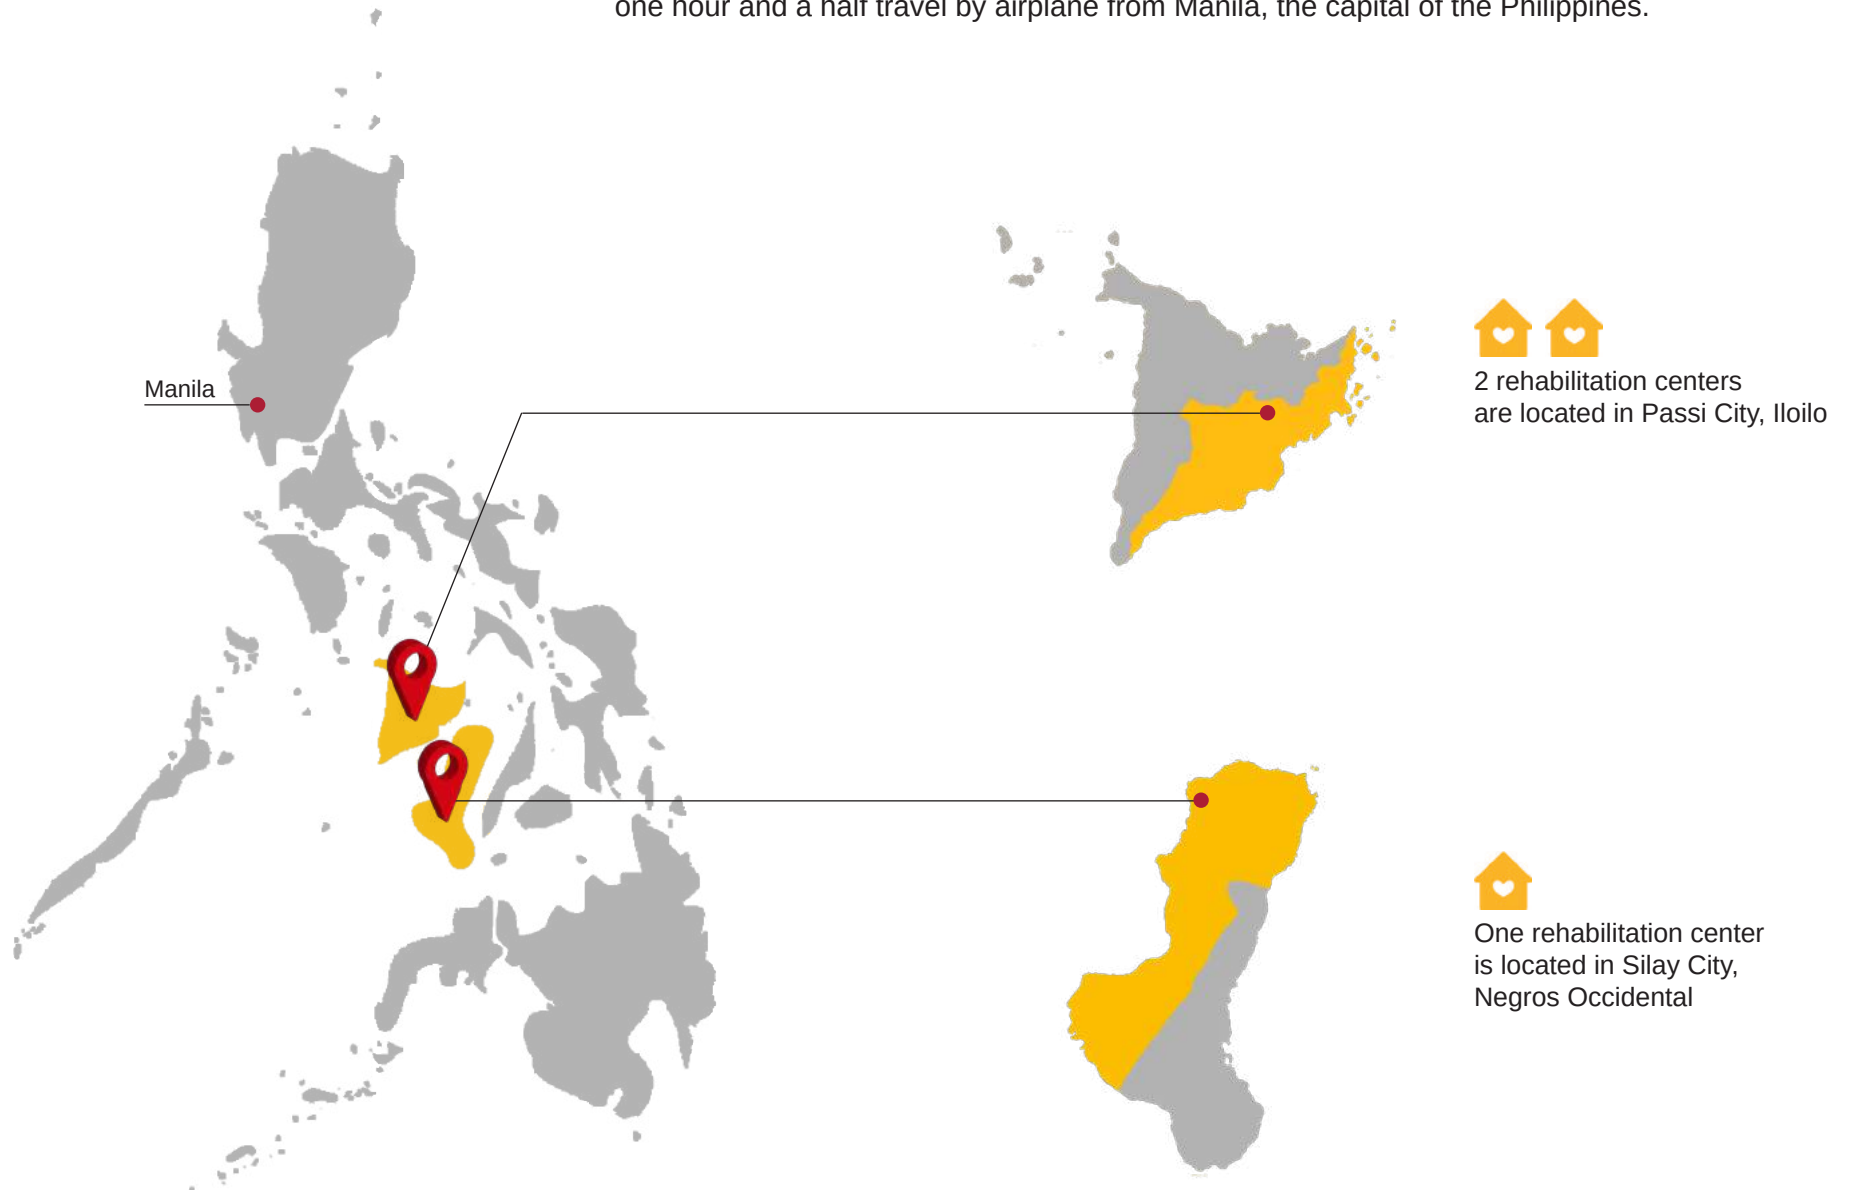 one hour and a half travel by airplane from Manila, the capital of the Philippines.
Manila
2 rehabilitation centers
are located in Passi City, Iloilo
One rehabilitation center
is located in Silay City,
Negros Occidental